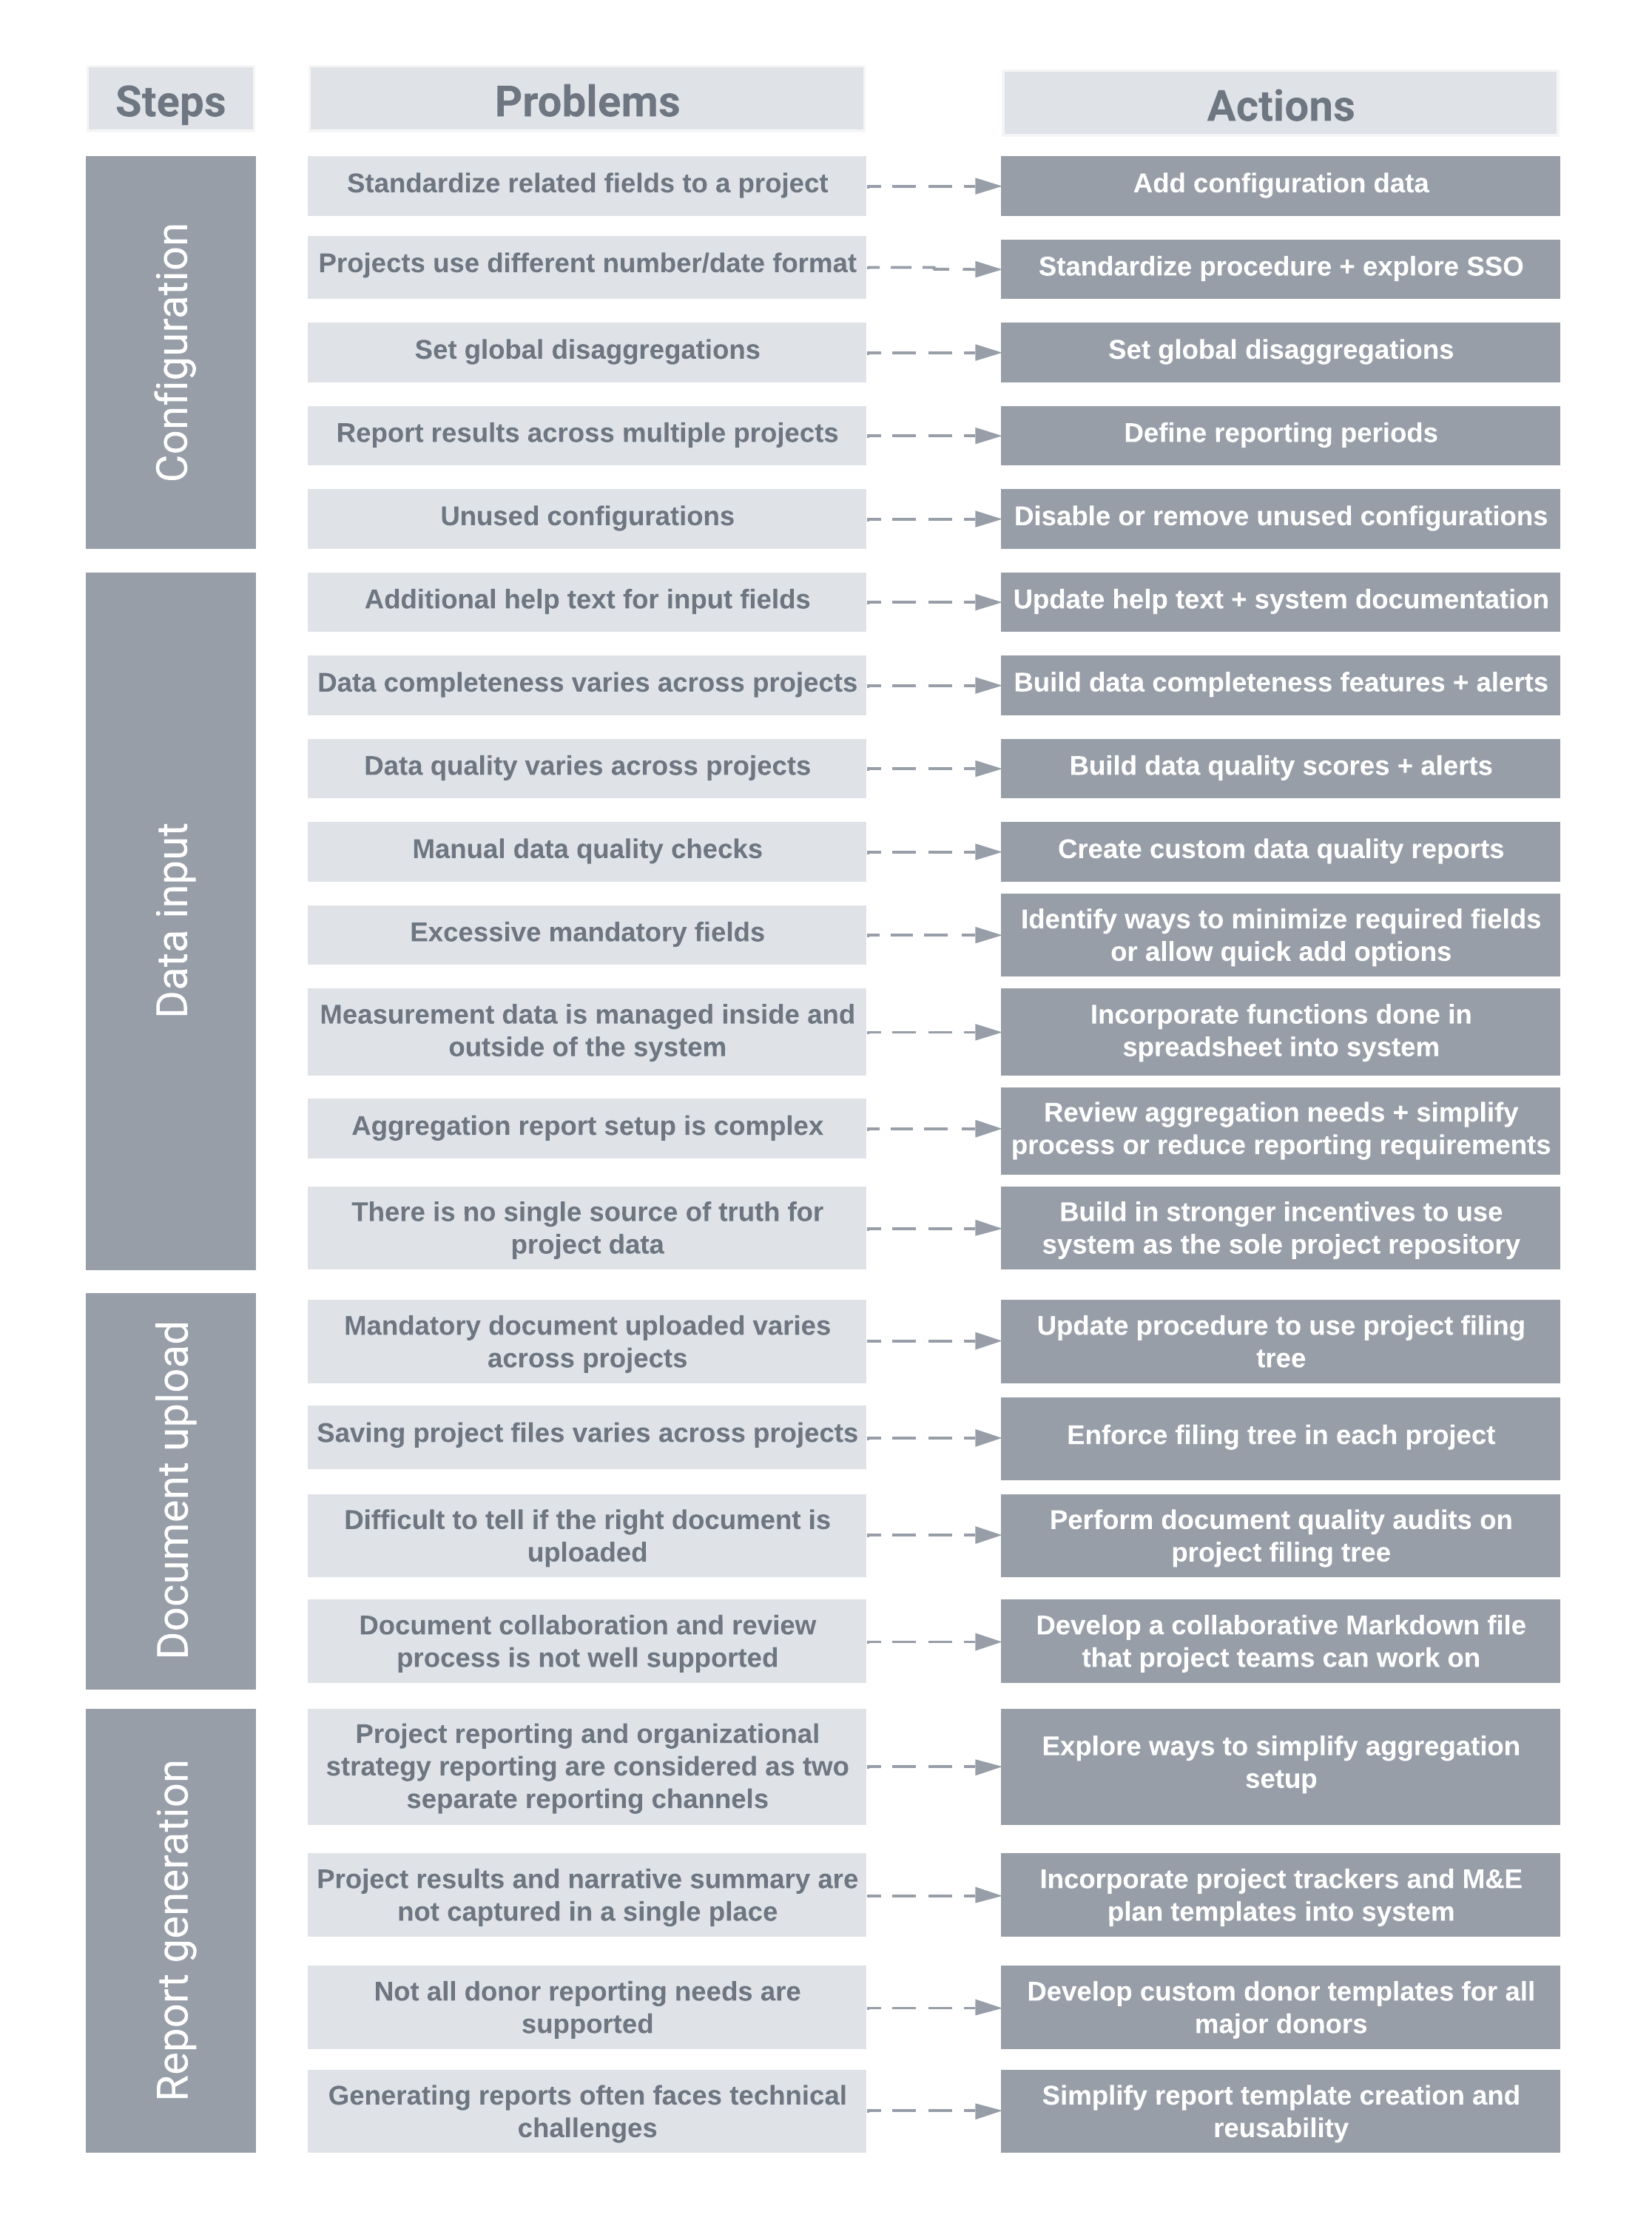 Steps
Problems
Actions
Configuration
Standardize related fields to a project
Add configuration data
Projects use different number/date format
Standardize procedure + explore SSO
Set global disaggregations
Set global disaggregations
Report results across multiple projects
Define reporting periods
Unused configurations
Disable or remove unused configurations
Data input
Additional help text for input fields
Update help text + system documentation
Data completeness varies across projects
Build data completeness features + alerts
Data quality varies across projects
Build data quality scores + alerts
Manual data quality checks
Create custom data quality reports
Excessive mandatory fields
Identify ways to minimize required fields
or allow quick add options
Measurement data is managed inside and
outside of the system
Incorporate functions done in
spreadsheet into system
Aggregation report setup is complex
Review aggregation needs + simplify
process or reduce reporting requirements
There is no single source of truth for
project data
Build in stronger incentives to use
system as the sole project repository
Document upload
Mandatory document uploaded varies
across projects
Update procedure to use project filing
tree
Saving project files varies across projects
Enforce filing tree in each project
Difficult to tell if the right document is
uploaded
Perform document quality audits on
project filing tree
Document collaboration and review
process is not well supported
Develop a collaborative Markdown file
that project teams can work on
Report generation
Project reporting and organizational
strategy reporting are considered as two
separate reporting channels
Explore ways to simplify aggregation
setup
Project results and narrative summary are
not captured in a single place
Incorporate project trackers and M&E
plan templates into system
Not all donor reporting needs are
supported
Develop custom donor templates for all
major donors
Generating reports often faces technical
challenges
Simplify report template creation and
reusability